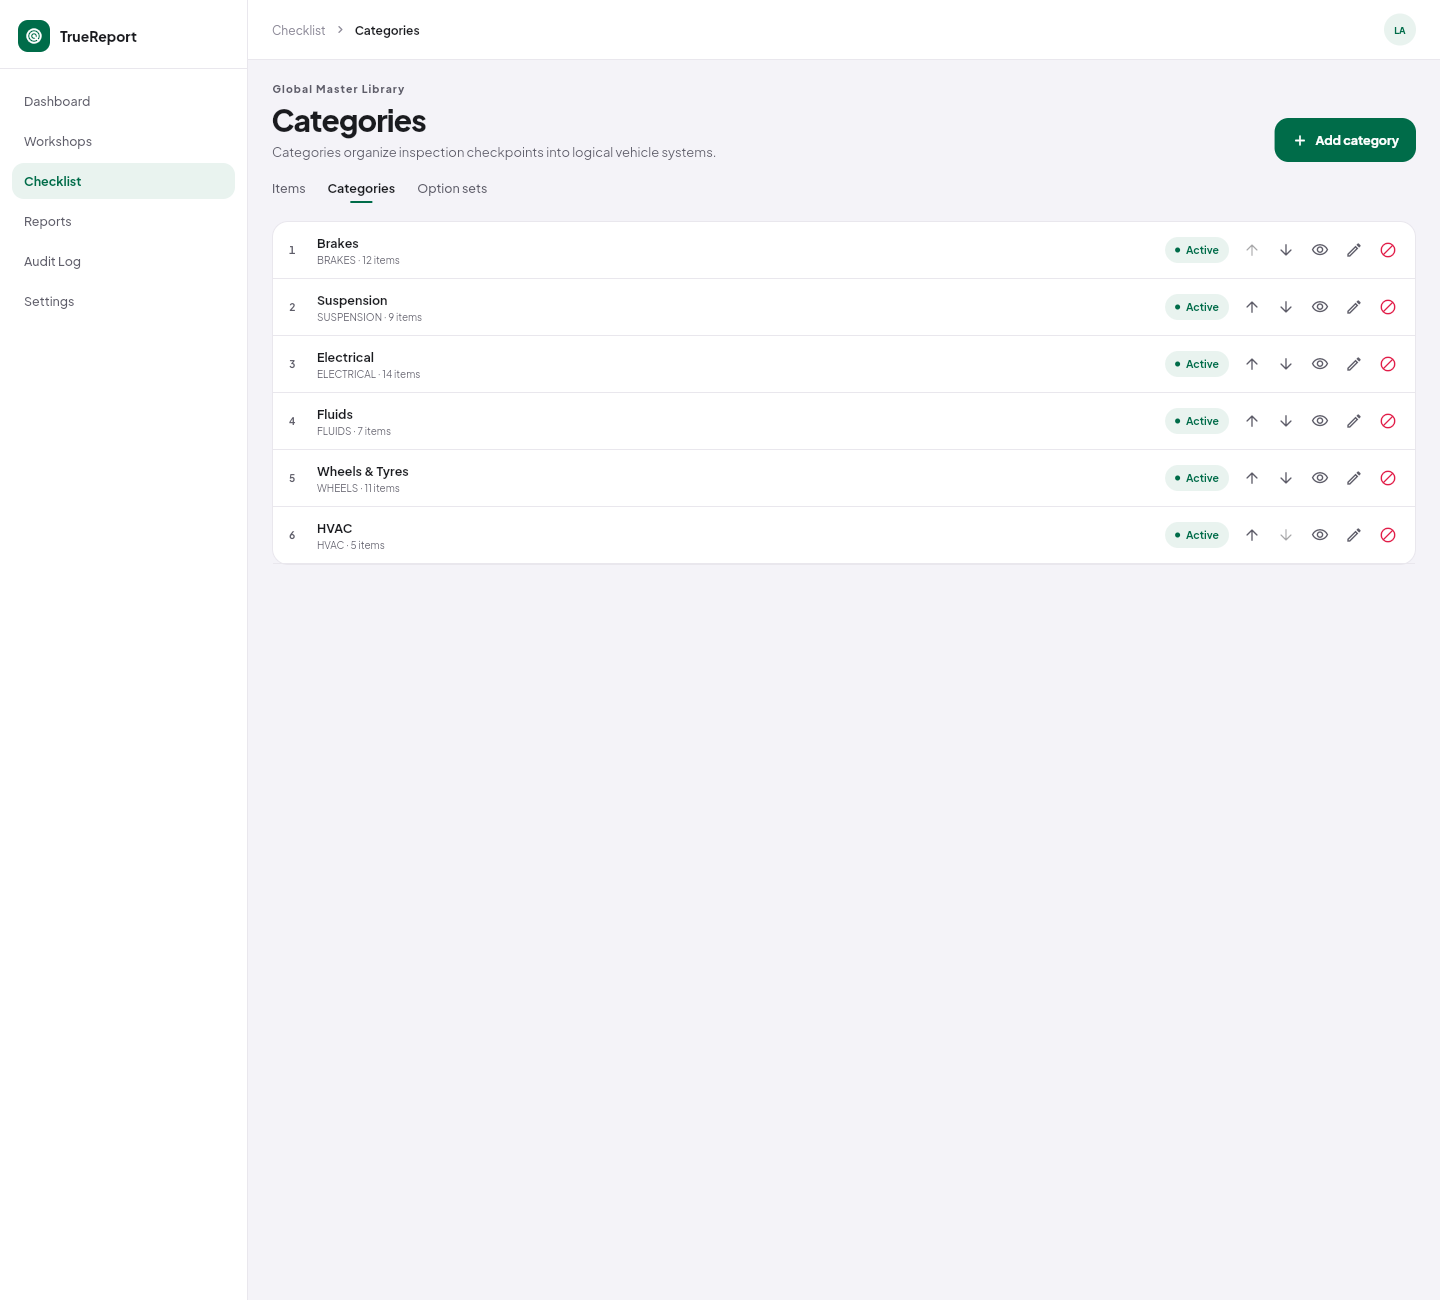 TrueReport
Checklist > Categories
LA
Dashboard
Workshops
Checklist
Reports
Audit Log
Settings
Global Master Library
Categories
Categories organize inspection checkpoints into logical vehicle systems.
+ Add category
Items Categories Option sets
1 Brakes Active
BRAKES · 12 items
2 Suspension Active
SUSPENSION · 9 items
3 Electrical Active
ELECTRICAL · 14 items
4 Fluids Active
FLUIDS · 7 items
5 Wheels & Tyres Active
WHEELS · 11 items
6 HVAC Active
HVAC · 5 items